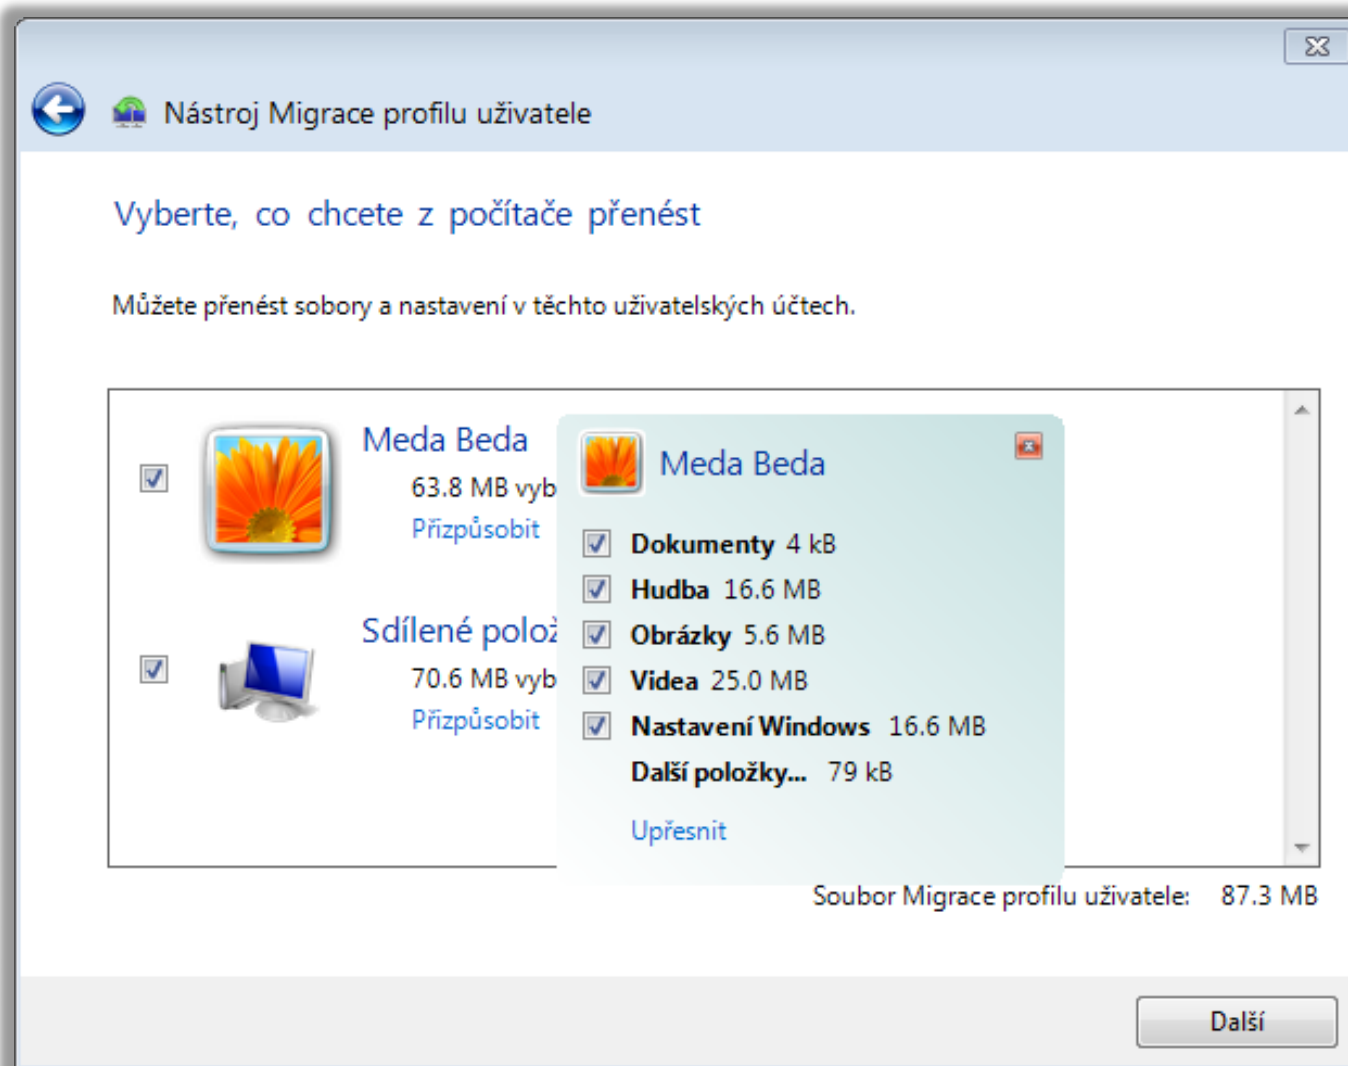 Nástroj Migrace profilu uživatele
Vyberte, co chcete z počítače přenést
Můžete přenést sobory a nastavení v těchto uživatelských účtech.
Meda Beda
63.8 MB vyb
Přizpůsobit
Sdílené polož
70.6 MB vyb
Přizpůsobit
Meda Beda
Dokumenty 4 kB
Hudba 16.6 MB
Obrázky 5.6 MB
Videa 25.0 MB
Nastavení Windows 16.6 MB
Další položky... 79 kB
Upřesnit
Soubor Migrace profilu uživatele: 87.3 MB
Další